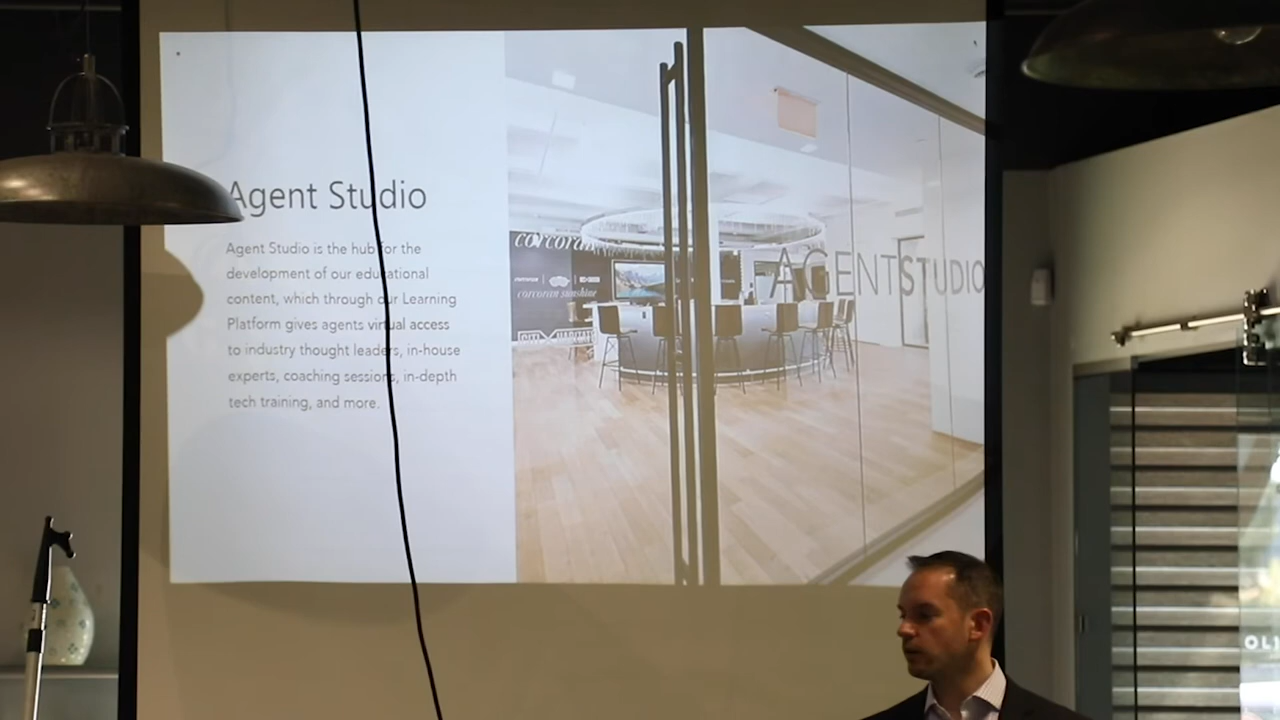 Agent Studio
Agent Studio is the hub for the
development of our educational
content, which through our Learning
Platform gives agents virtual access
to industry thought leaders, in-house
experts, coaching sessions, in-depth
tech training, and more.
corcoran
corcoran sunshine
CITI HABITATS
AGENTSTUDIO